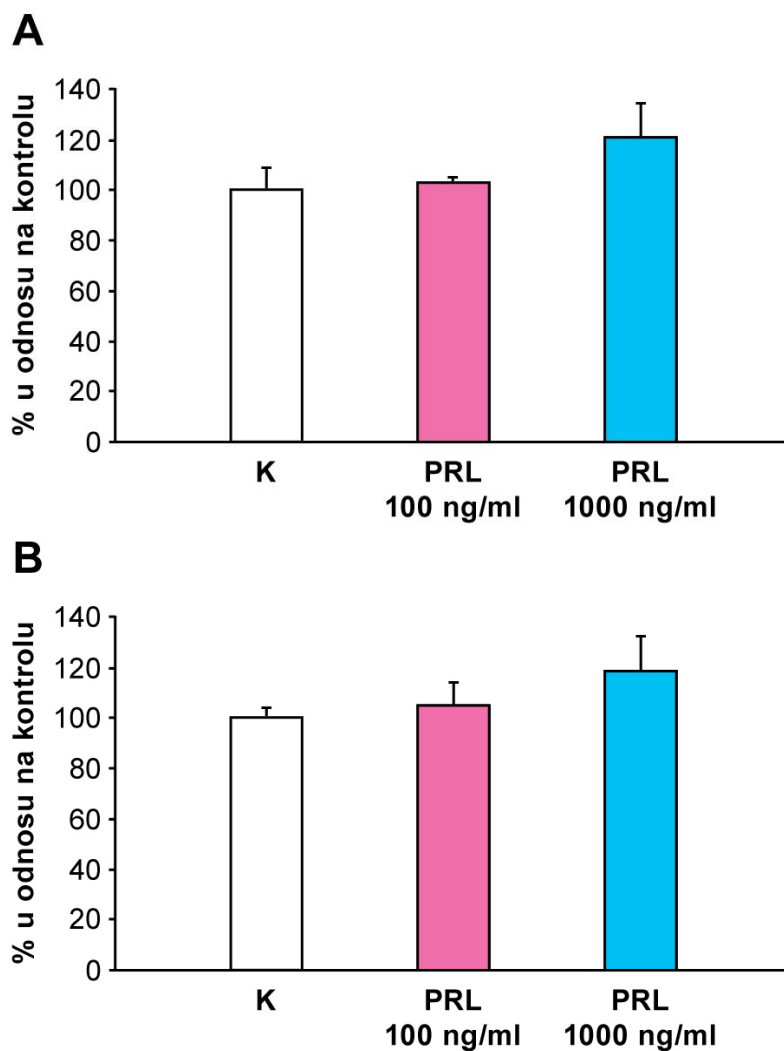 A
% u odnosu na kontrolu
140
120
100
80
60
40
20
0
K
PRL
100 ng/ml
PRL
1000 ng/ml
B
% u odnosu na kontrolu
140
120
100
80
60
40
20
0
K
PRL
100 ng/ml
PRL
1000 ng/ml